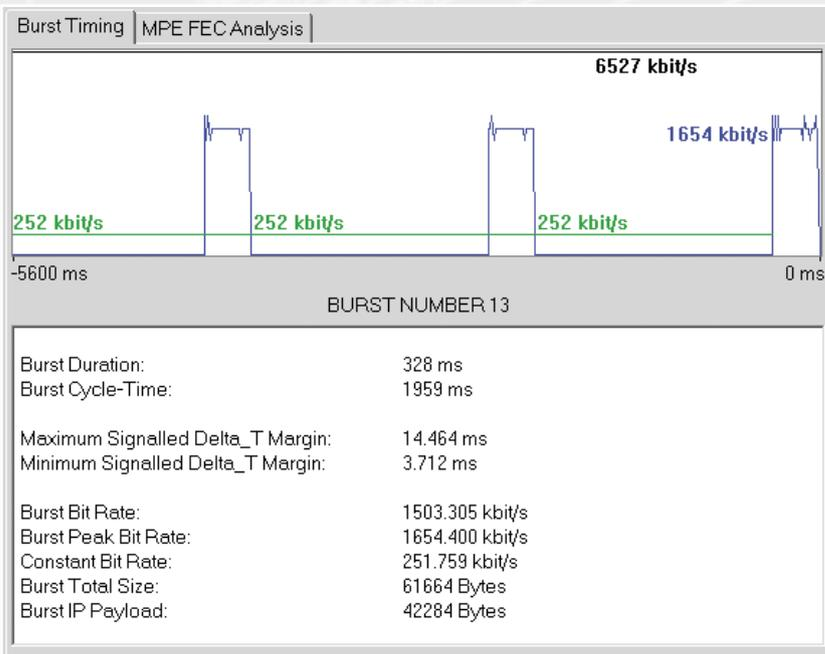 Burst Timing MPE FEC Analysis
6527 kbit/s
1654 kbit/s
252 kbit/s 252 kbit/s 252 kbit/s
-5600 ms 0 ms
BURST NUMBER 13
Burst Duration: 328 ms
Burst Cycle-Time: 1959 ms
Maximum Signalled Delta_T Margin: 14.464 ms
Minimum Signalled Delta_T Margin: 3.712 ms
Burst Bit Rate: 1503.305 kbit/s
Burst Peak Bit Rate: 1654.400 kbit/s
Constant Bit Rate: 251.759 kbit/s
Burst Total Size: 61664 Bytes
Burst IP Payload: 42284 Bytes